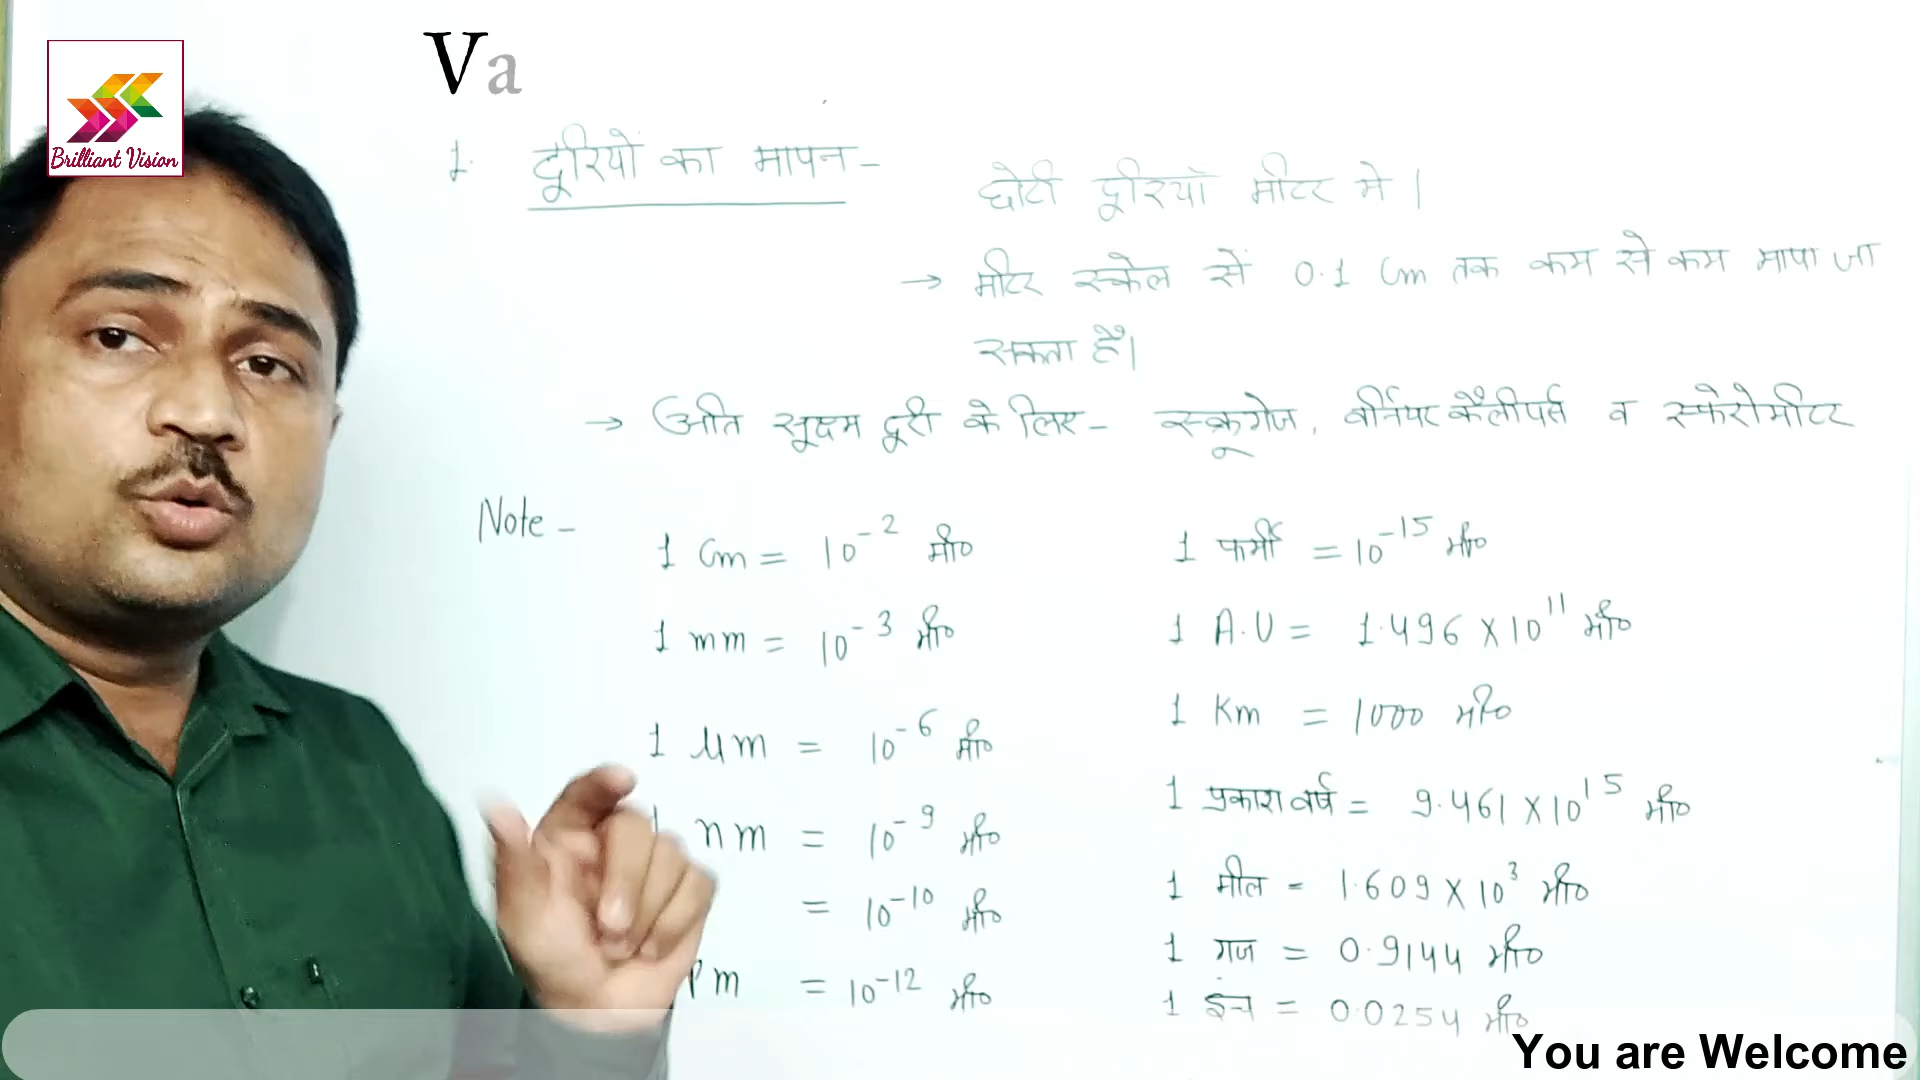 Brilliant Vision
Va
1. दूरियों का मापन -
छोटी दूरियाँ मीटर मे |
→ मीटर स्केल सें 0.1 Cm तक कम से कम मापा जा
सकता हैं।
→ अति सूक्ष्म दूरी के लिए - स्क्रूगेज, वर्नियर कैलीपर्स व स्फेरोमीटर
Note -
1 Cm = 10⁻² मी०
1 mm = 10⁻³ मी०
1 μm = 10⁻⁶ मी०
1 nm = 10⁻⁹ मी०
= 10⁻¹⁰ मी०
Pm = 10⁻¹² मी०
1 फर्मी = 10⁻¹⁵ मी०
1 A.U = 1.496 X 10¹¹ मी०
1 Km = 1000 मी०
1 प्रकाश वर्ष = 9.461 X 10¹⁵ मी०
1 मील = 1.609 X 10³ मी०
1 गज = 0.9144 मी०
1 इंच = 0.0254 मी०
You are Welcome